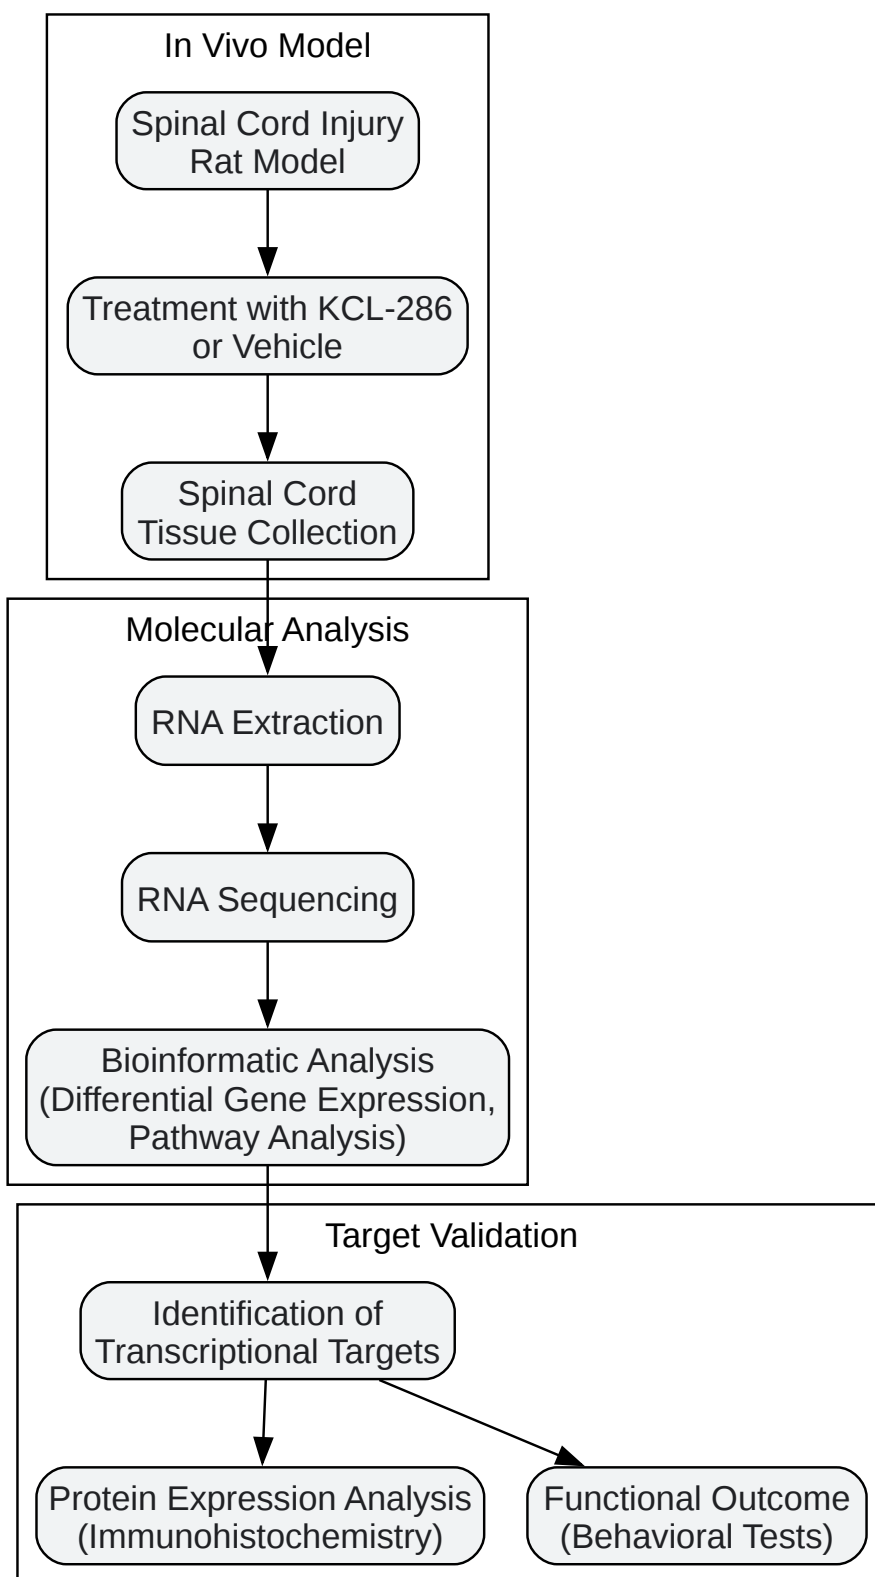 In Vivo Model
Spinal Cord Injury
Rat Model
Treatment with KCL-286
or Vehicle
Spinal Cord
Tissue Collection
Molecular Analysis
RNA Extraction
RNA Sequencing
Bioinformatic Analysis
(Differential Gene Expression,
Pathway Analysis)
Target Validation
Identification of
Transcriptional Targets
Protein Expression Analysis
(Immunohistochemistry)
Functional Outcome
(Behavioral Tests)